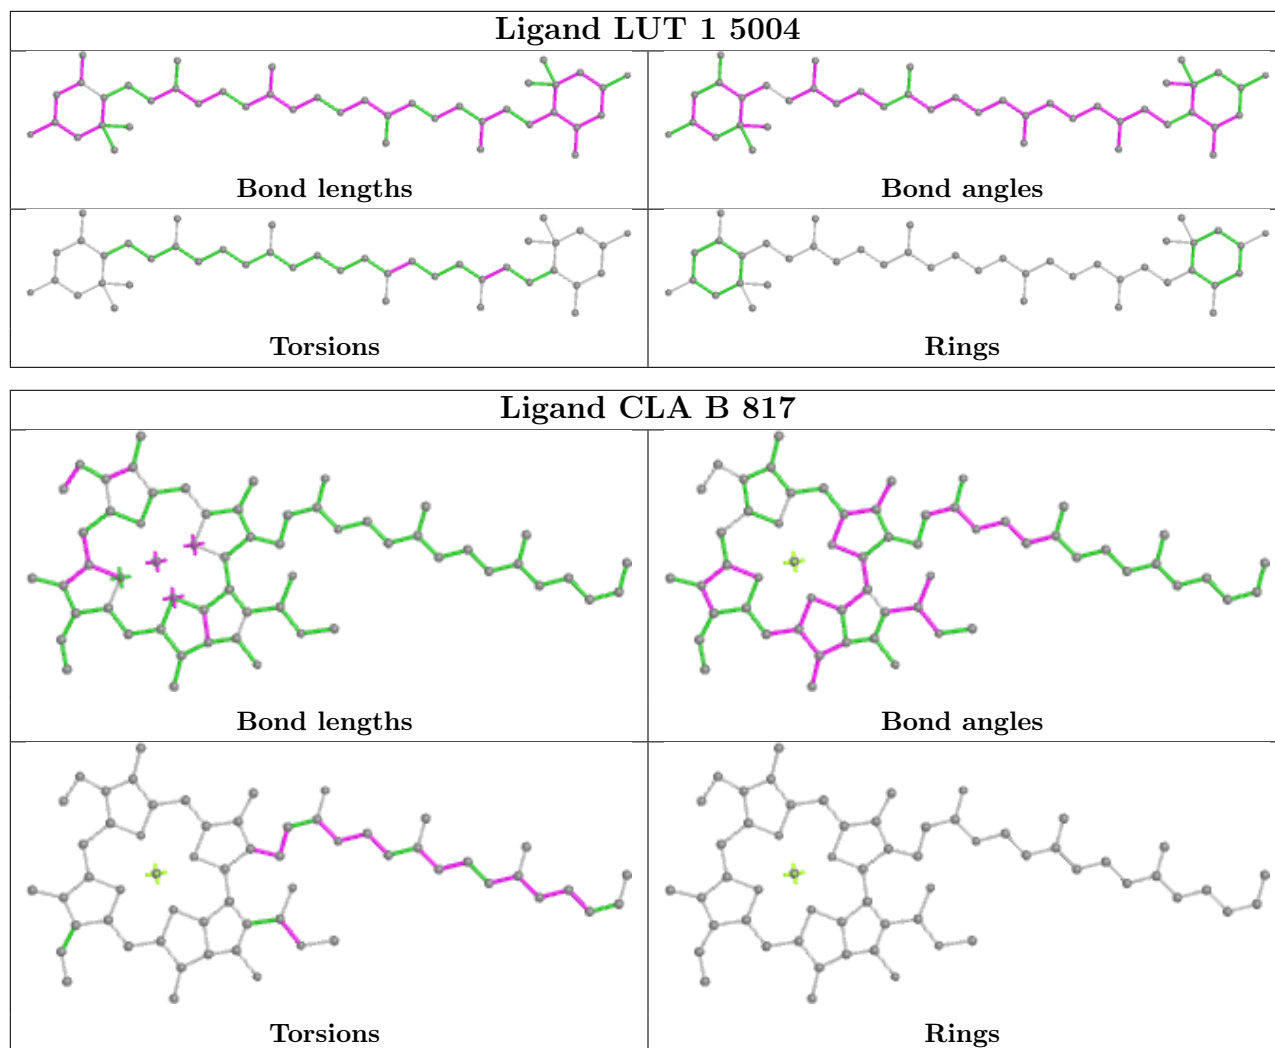 Ligand LUT 1 5004
Bond lengths
Bond angles
Torsions
Rings
Ligand CLA B 817
Bond lengths
Bond angles
Torsions
Rings